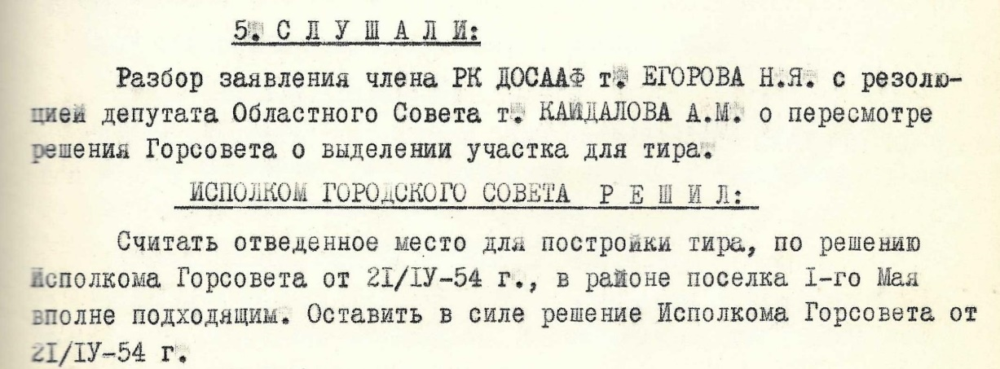 5. С Л У Ш А Л И:
Разбор заявления члена РК ДОСААФ т. ЕГОРОВА Н.Я. с резолю-
цией депутата Областного Совета т. КАЙДАЛОВА А.М. о пересмотре
решения Горсовета о выделении участка для тира.
ИСПОЛКОМ ГОРОДСКОГО СОВЕТА Р Е Ш И Л:
Считать отведенное место для постройки тира, по решению
Исполкома Горсовета от 2I/IУ-54 г., в районе поселка I-го Мая
вполне подходящим. Оставить в силе решение Исполкома Горсовета от
2I/IУ-54 г.